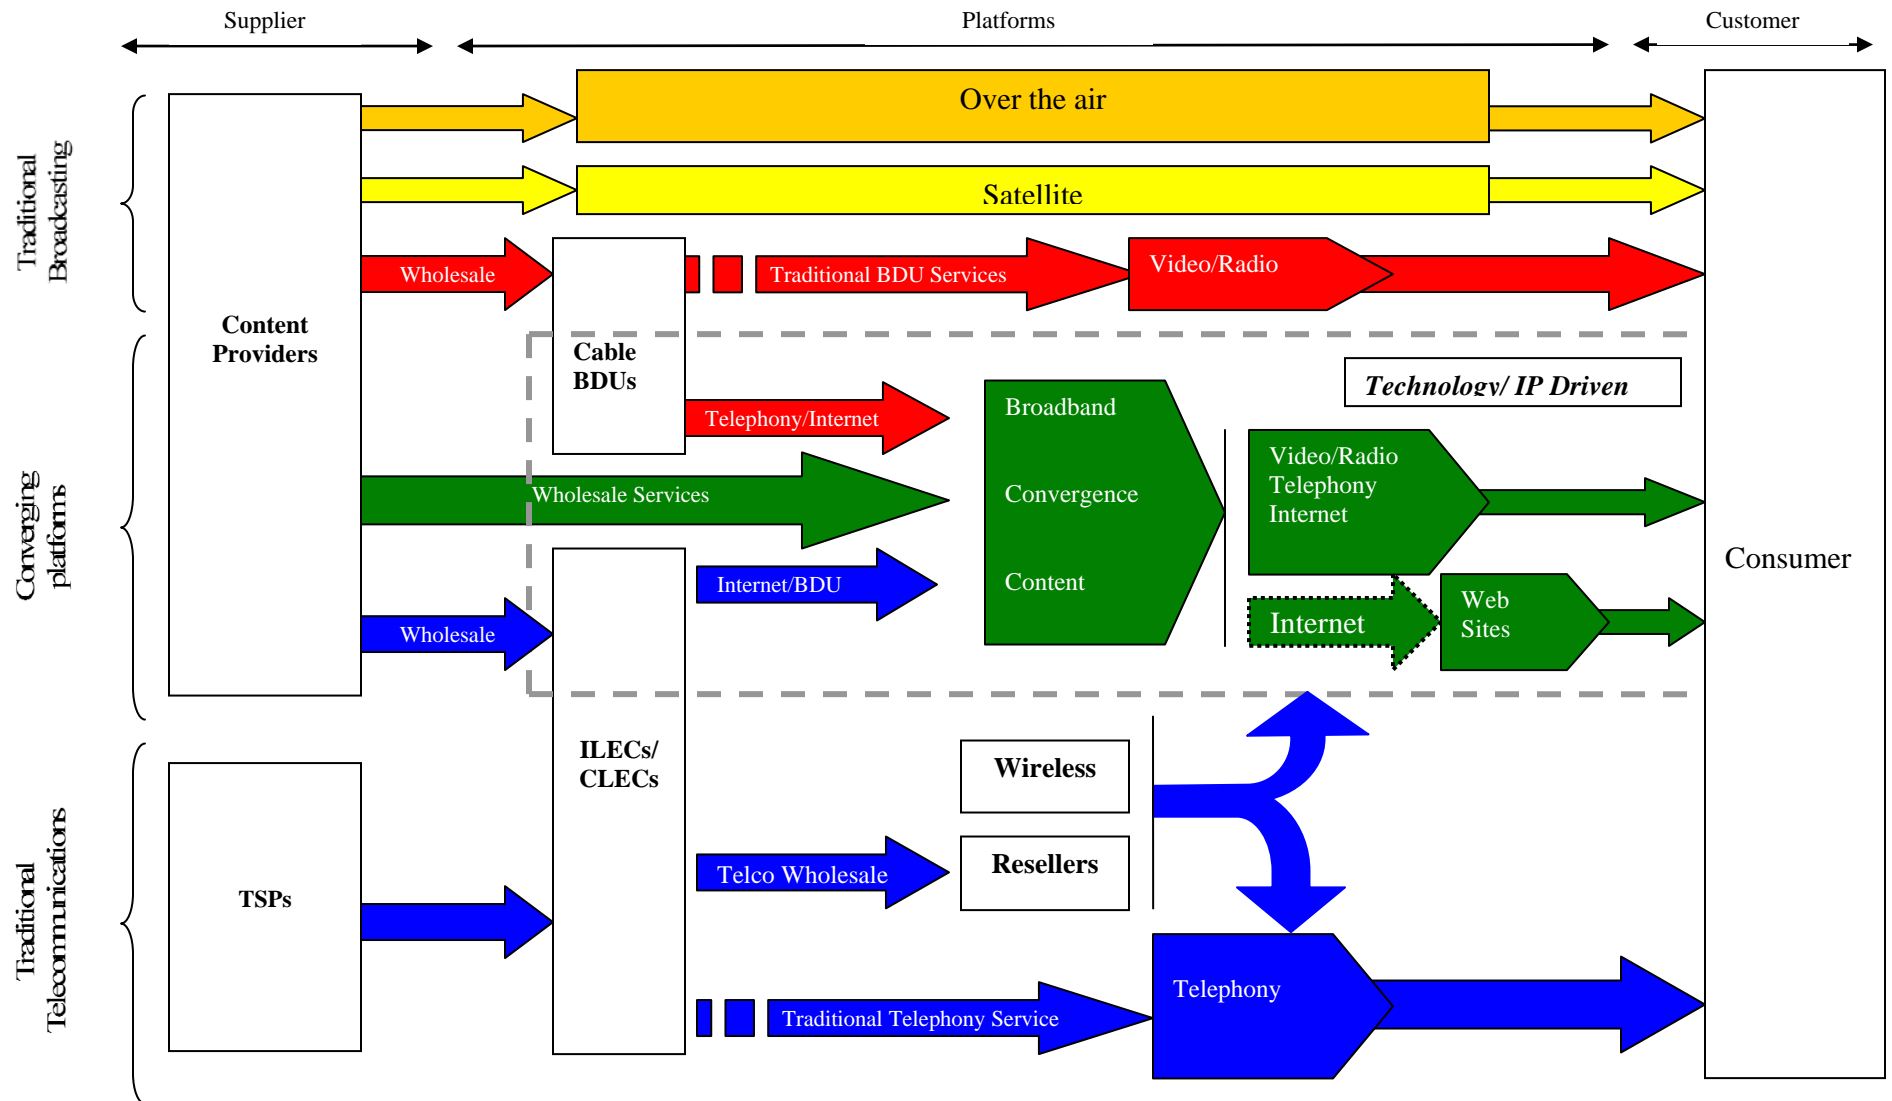 Supplier
Platforms
Customer
Over the air
Satellite
Wholesale
Traditional BDU Services
Video/Radio
Traditional
Broadcasting
Content
Providers
Cable
BDUs
Technology/ IP Driven
Telephony/Internet
Broadband
Convergence
Content
Wholesale Services
Video/Radio
Telephony
Internet
Converging
platforms
Internet/BDU
Wholesale
Internet
Web
Sites
Consumer
ILECs/
CLECs
Wireless
Resellers
Telco Wholesale
TSPs
Traditional
Telecommunications
Traditional Telephony Service
Telephony